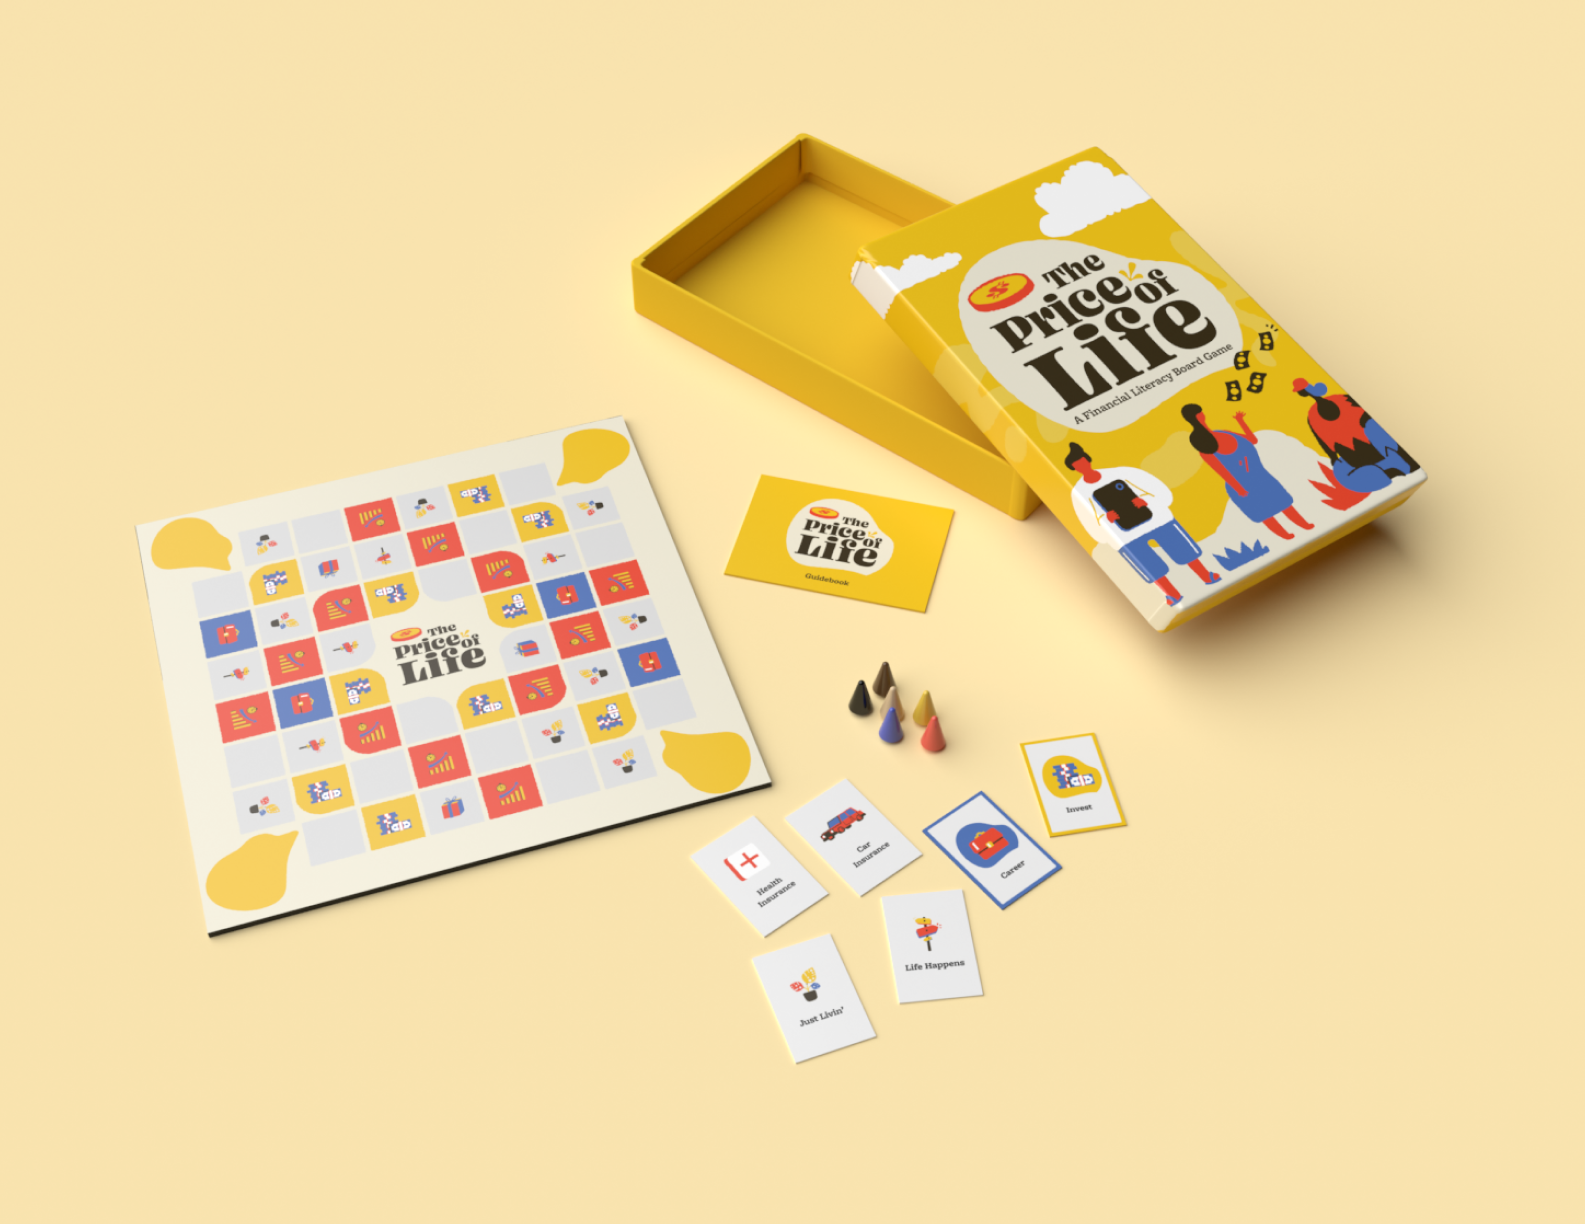 The
Price of
Life
A Financial Literacy Board Game
The
Price of
Life
Guidebook
The
Price of
Life
Invest
Car
Insurance
Career
Health
Insurance
Life Happens
Just Livin'